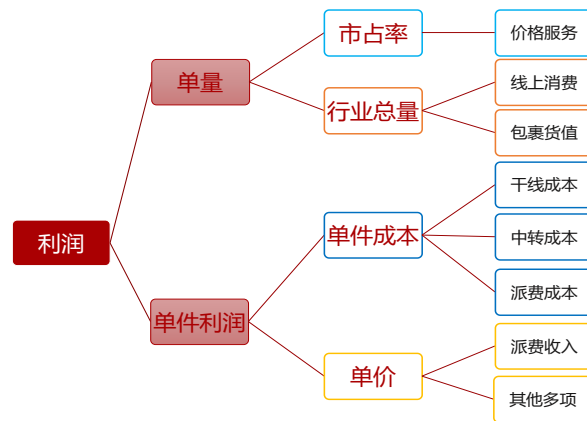 利润
单量
市占率
价格服务
行业总量
线上消费
包裹货值
单件利润
单件成本
干线成本
中转成本
派费成本
单价
派费收入
其他多项